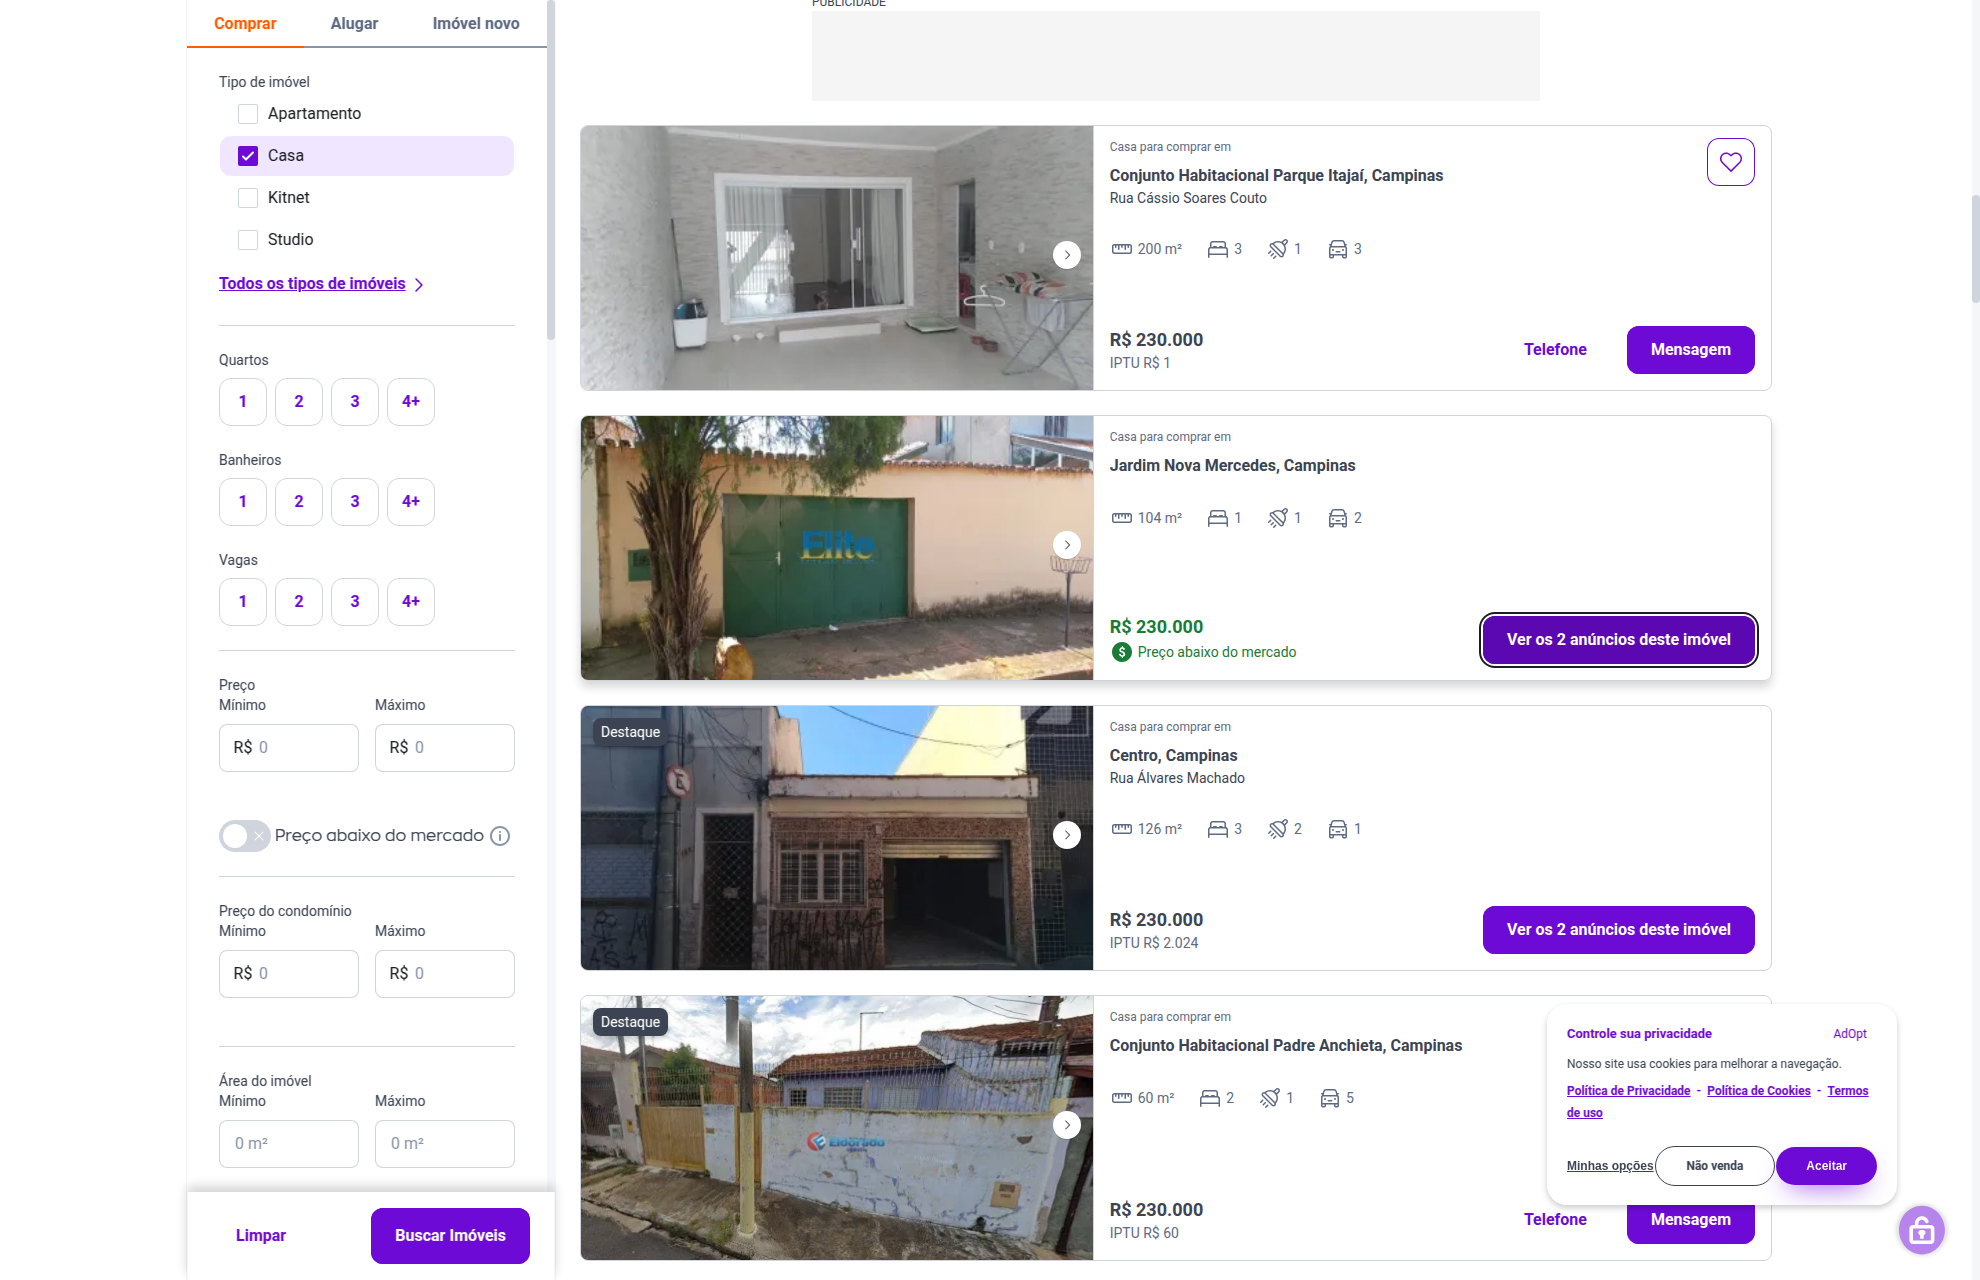 Comprar
Alugar
Imóvel novo
Tipo de imóvel
Apartamento
Casa
Kitnet
Studio
Todos os tipos de imóveis
Quartos
1 2 3 4+
Banheiros
1 2 3 4+
Vagas
1 2 3 4+
Preço
Mínimo Máximo
R$ 0 R$ 0
Preço abaixo do mercado
Preço do condomínio
Mínimo Máximo
R$ 0 R$ 0
Área do imóvel
Mínimo Máximo
0 m² 0 m²
Limpar
Buscar Imóveis
PUBLICIDADE
Casa para comprar em
Conjunto Habitacional Parque Itajaí, Campinas
Rua Cássio Soares Couto
200 m² 3 1 3
R$ 230.000
IPTU R$ 1
Telefone
Mensagem
Elite
Casa para comprar em
Jardim Nova Mercedes, Campinas
104 m² 1 1 2
R$ 230.000
$ Preço abaixo do mercado
Ver os 2 anúncios deste imóvel
Destaque
Casa para comprar em
Centro, Campinas
Rua Álvares Machado
126 m² 3 2 1
R$ 230.000
IPTU R$ 2.024
Ver os 2 anúncios deste imóvel
Destaque
Eldorado
Casa para comprar em
Conjunto Habitacional Padre Anchieta, Campinas
60 m² 2 1 5
R$ 230.000
IPTU R$ 60
Telefone
Mensagem
Controle sua privacidade
AdOpt
Nosso site usa cookies para melhorar a navegação.
Política de Privacidade - Política de Cookies - Termos
de uso
Minhas opções
Não venda
Aceitar